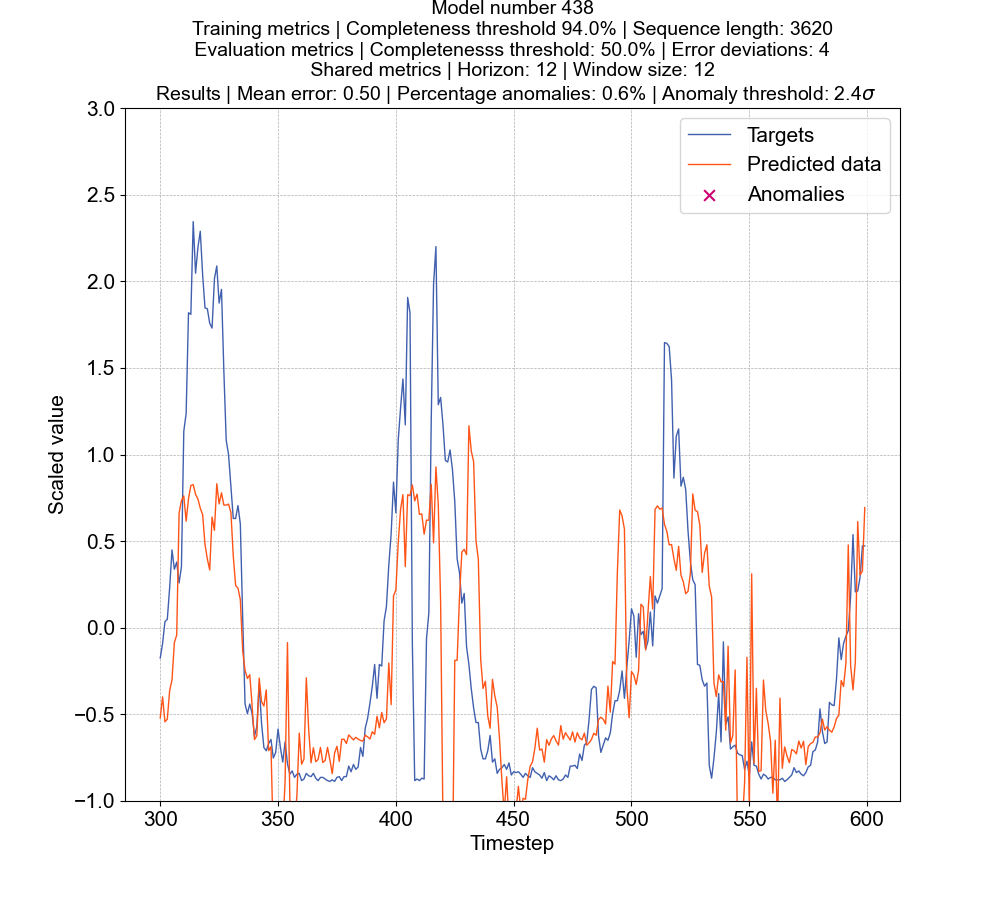 Model number 438
Training metrics | Completeness threshold 94.0% | Sequence length: 3620
Evaluation metrics | Completenesss threshold: 50.0% | Error deviations: 4
Shared metrics | Horizon: 12 | Window size: 12
Results | Mean error: 0.50 | Percentage anomalies: 0.6% | Anomaly threshold: 2.4σ
Targets
Predicted data
Anomalies
3.0
2.5
2.0
1.5
1.0
0.5
0.0
−0.5
−1.0
Scaled value
300 350 400 450 500 550 600
Timestep